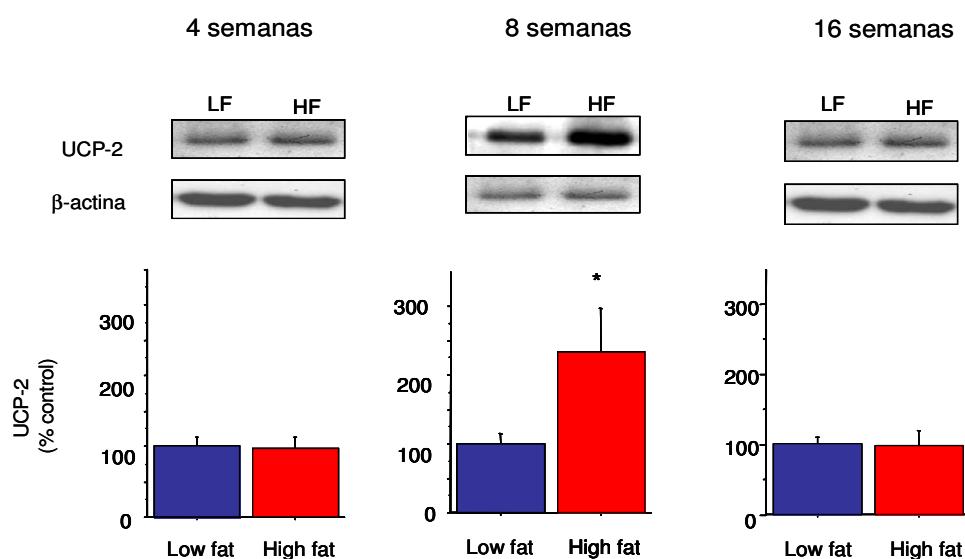 4 semanas 8 semanas 16 semanas
LF HF LF HF LF HF
UCP-2
β-actina
*
300 300 300
200 200 200
100 100 100
0 0 0
UCP-2
(% control)
Low fat High fat Low fat High fat Low fat High fat